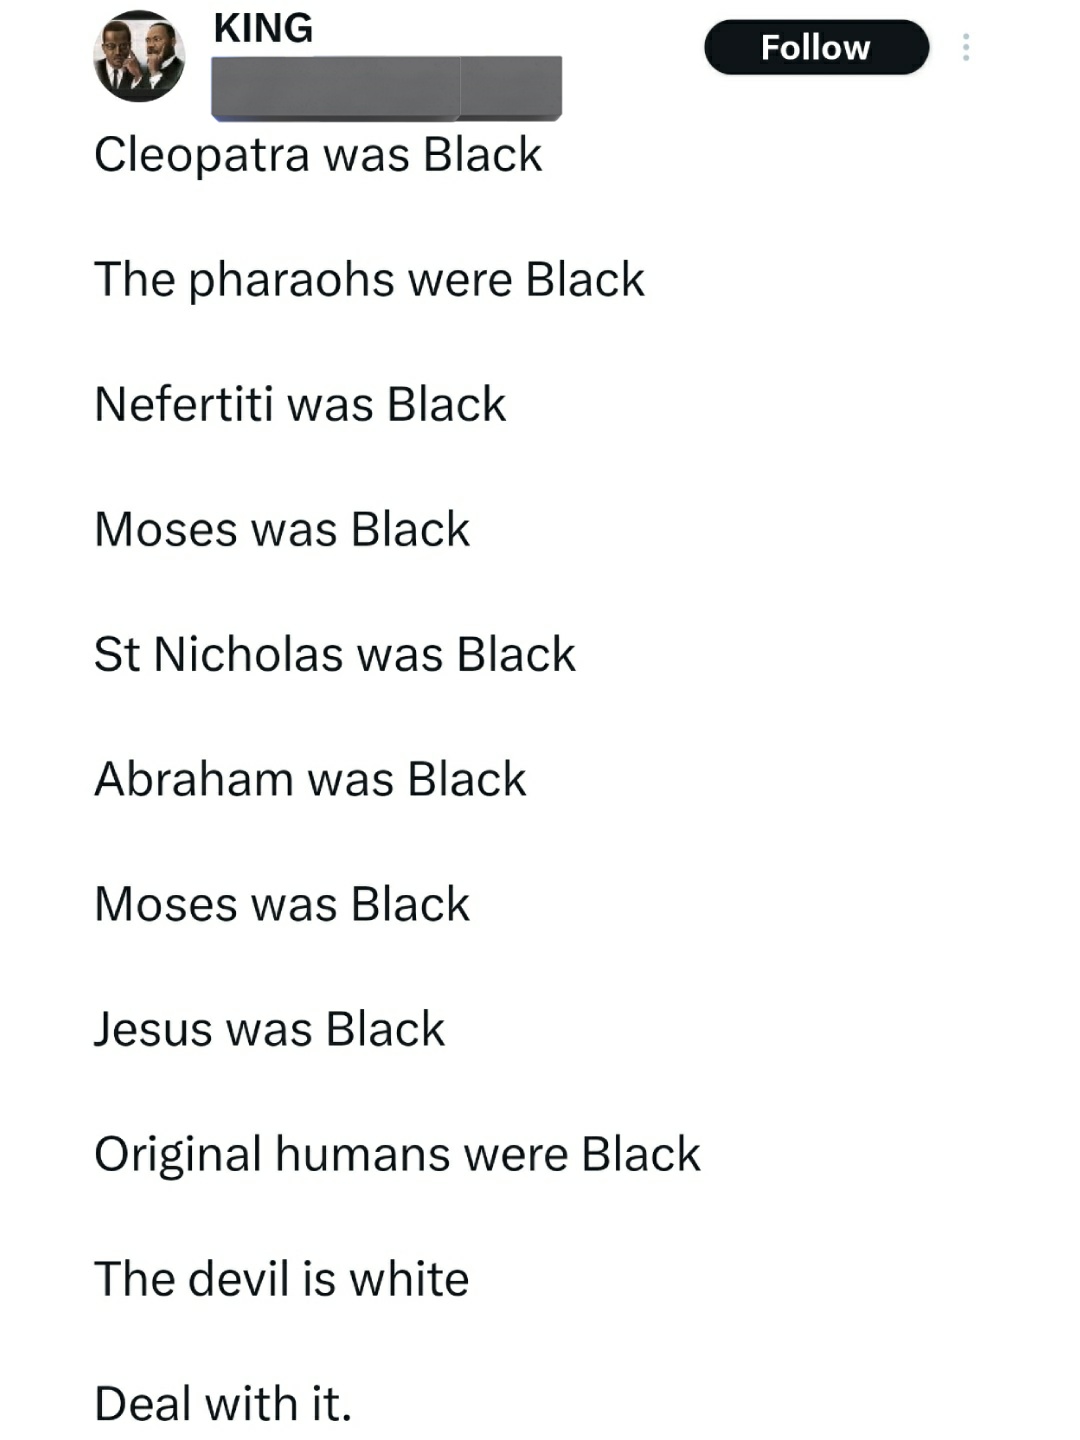 KING
Follow
Cleopatra was Black
The pharaohs were Black
Nefertiti was Black
Moses was Black
St Nicholas was Black
Abraham was Black
Moses was Black
Jesus was Black
Original humans were Black
The devil is white
Deal with it.